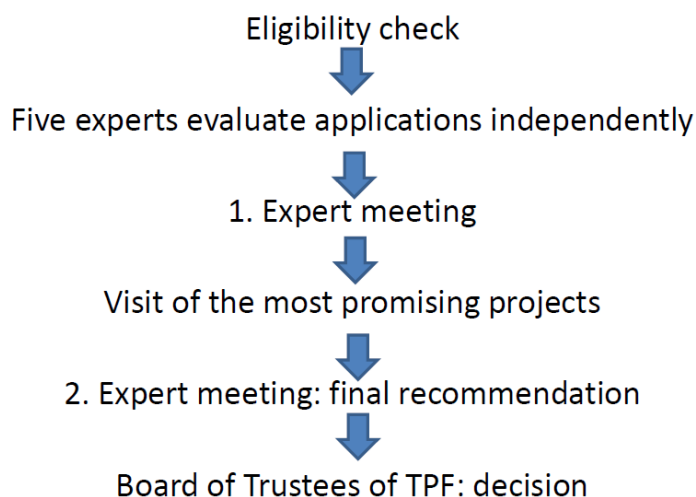 Eligibility check
Five experts evaluate applications independently
1. Expert meeting
Visit of the most promising projects
2. Expert meeting: final recommendation
Board of Trustees of TPF: decision